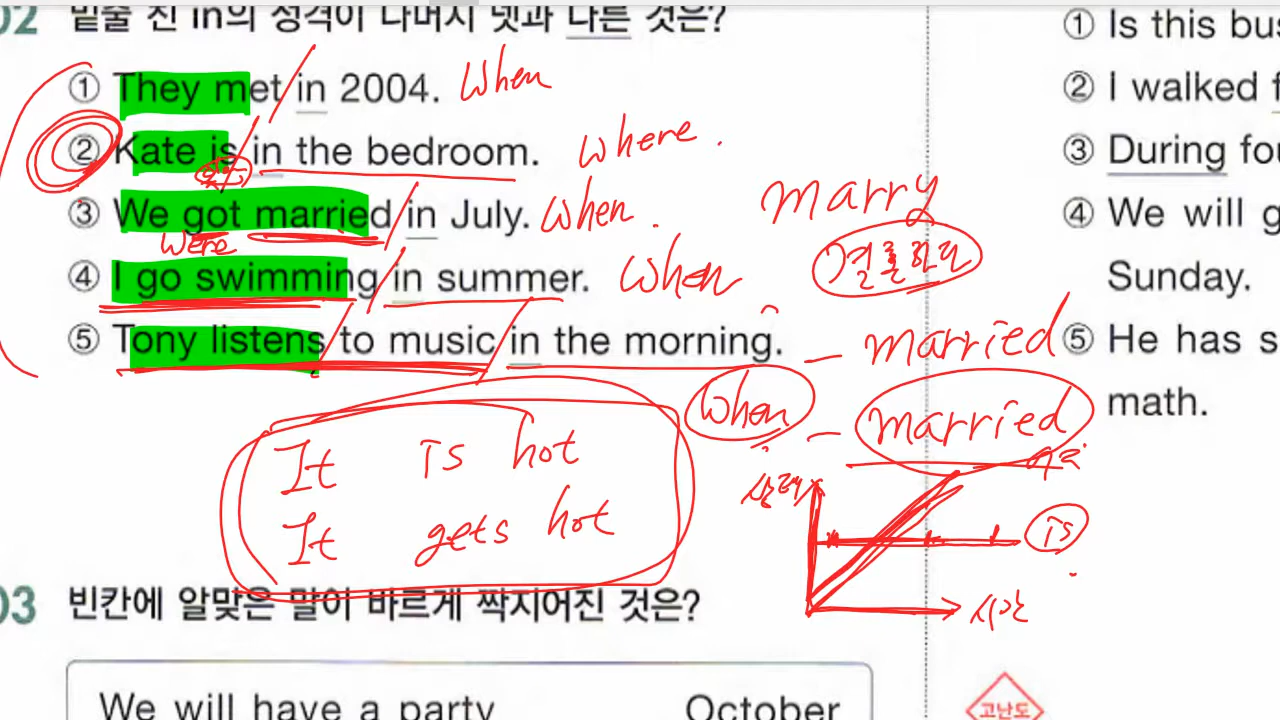 02 밑줄 친 in의 성격이 나머지 넷과 다른 것은?
① They met in 2004. When
② Kate is in the bedroom. where.
③ We got married in July. When.
were
④ I go swimming in summer. When
⑤ Tony listens to music in the morning.
when
marry
결혼하다
- married
- married
It is hot
It gets hot
상태
is
시간
03 빈칸에 알맞은 말이 바르게 짝지어진 것은?
We will have a party October
① Is this bus
② I walked f
③ During fo
④ We will g
Sunday.
⑤ He has s
math.
고난도